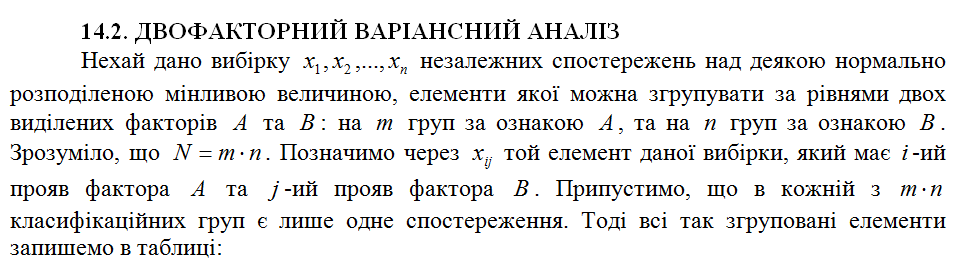 14.2. ДВОФАКТОРНИЙ ВАРІАНСНИЙ АНАЛІЗ
Нехай дано вибірку x₁, x₂,..., xₙ незалежних спостережень над деякою нормально
розподіленою мінливою величиною, елементи якої можна згрупувати за рівнями двох
виділених факторів A та B: на m груп за ознакою A, та на n груп за ознакою B.
Зрозуміло, що N = m · n. Позначимо через xᵢⱼ той елемент даної вибірки, який має i-ий
прояв фактора A та j-ий прояв фактора B. Припустимо, що в кожній з m · n
класифікаційних груп є лише одне спостереження. Тоді всі так згруповані елементи
запишемо в таблиці: